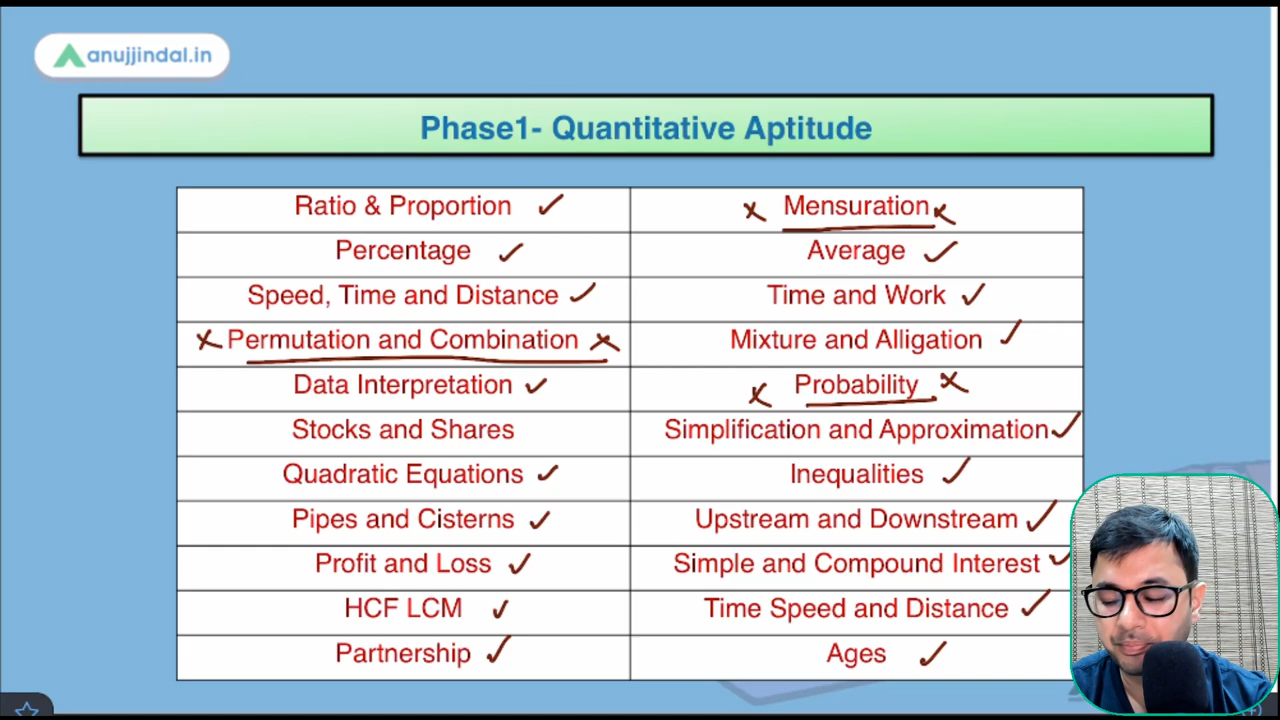 anujjindal.in
Phase1- Quantitative Aptitude
Ratio & Proportion
Mensuration
Percentage
Average
Speed, Time and Distance
Time and Work
Permutation and Combination
Mixture and Alligation
Data Interpretation
Probability
Stocks and Shares
Simplification and Approximation
Quadratic Equations
Inequalities
Pipes and Cisterns
Upstream and Downstream
Profit and Loss
Simple and Compound Interest
HCF LCM
Time Speed and Distance
Partnership
Ages